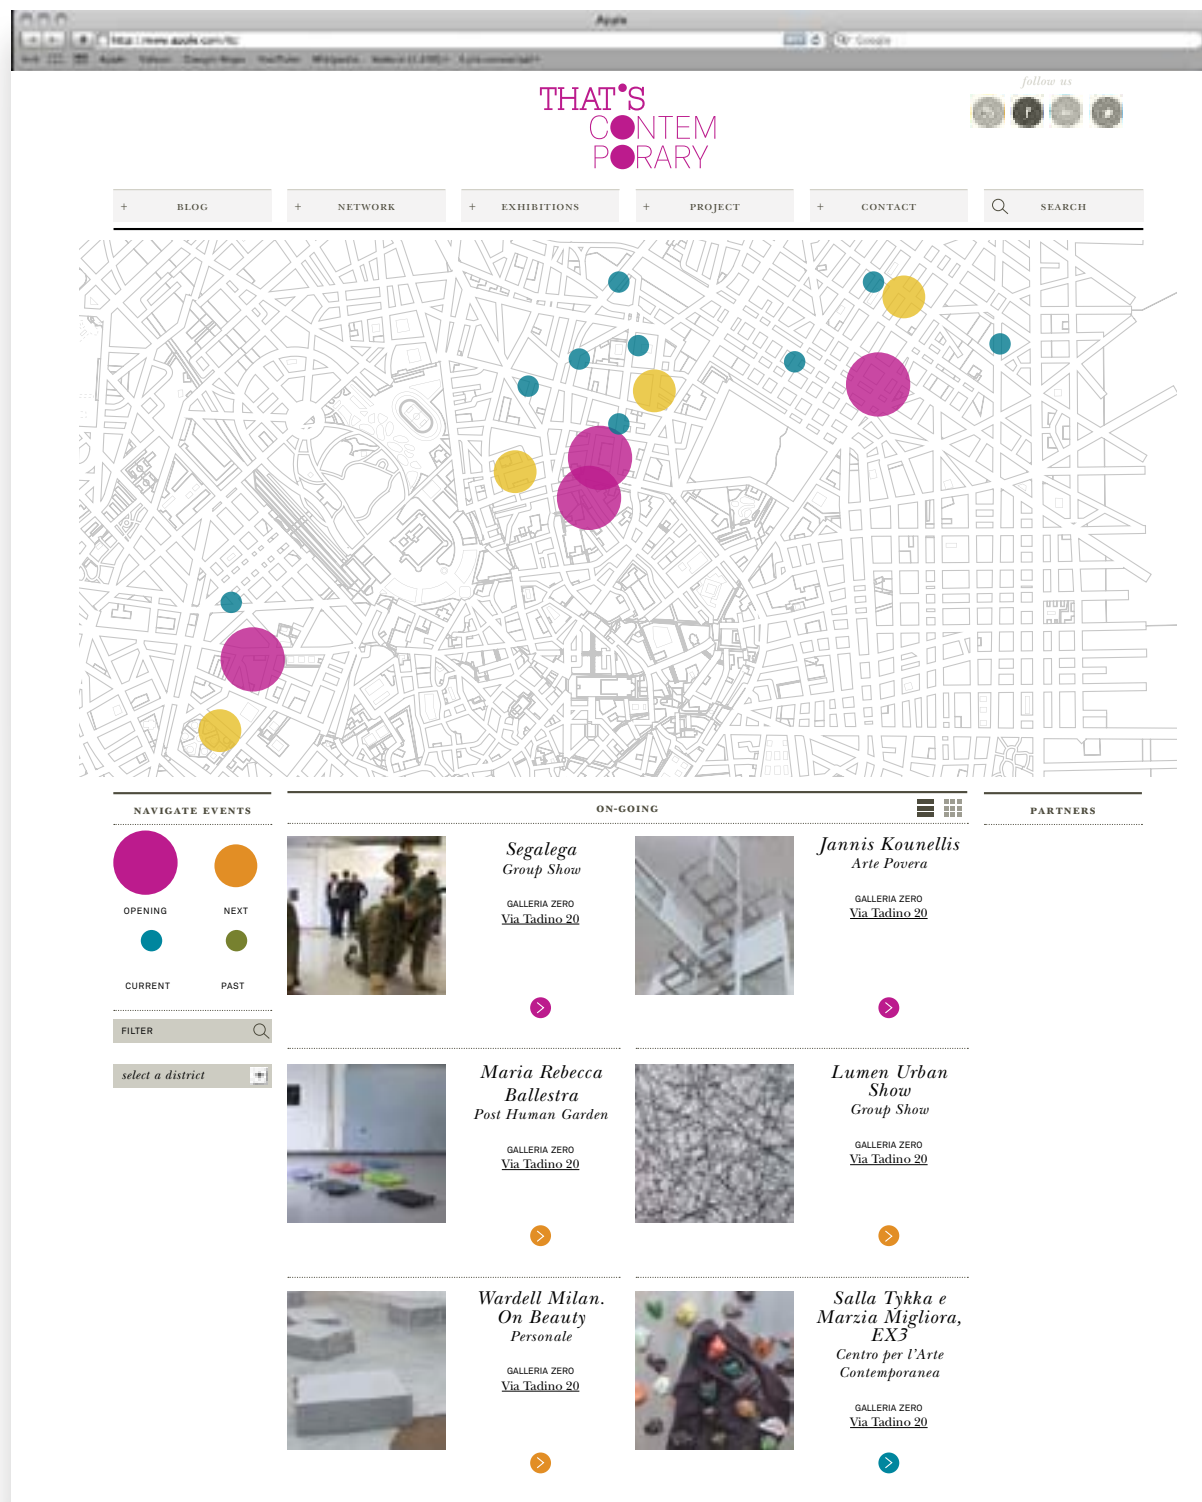 Apple
Google
follow us
THAT'S
CONTEM
PORARY
+ BLOG
+ NETWORK
+ EXHIBITIONS
+ PROJECT
+ CONTACT
SEARCH
NAVIGATE EVENTS
OPENING
NEXT
CURRENT
PAST
FILTER
select a district
ON-GOING
Segalega
Group Show
GALLERIA ZERO
Via Tadino 20
Jannis Kounellis
Arte Povera
GALLERIA ZERO
Via Tadino 20
Maria Rebecca
Ballestra
Post Human Garden
GALLERIA ZERO
Via Tadino 20
Lumen Urban
Show
Group Show
GALLERIA ZERO
Via Tadino 20
Wardell Milan.
On Beauty
Personale
GALLERIA ZERO
Via Tadino 20
Salla Tykka e
Marzia Migliora,
EX3
Centro per l'Arte
Contemporanea
GALLERIA ZERO
Via Tadino 20
PARTNERS